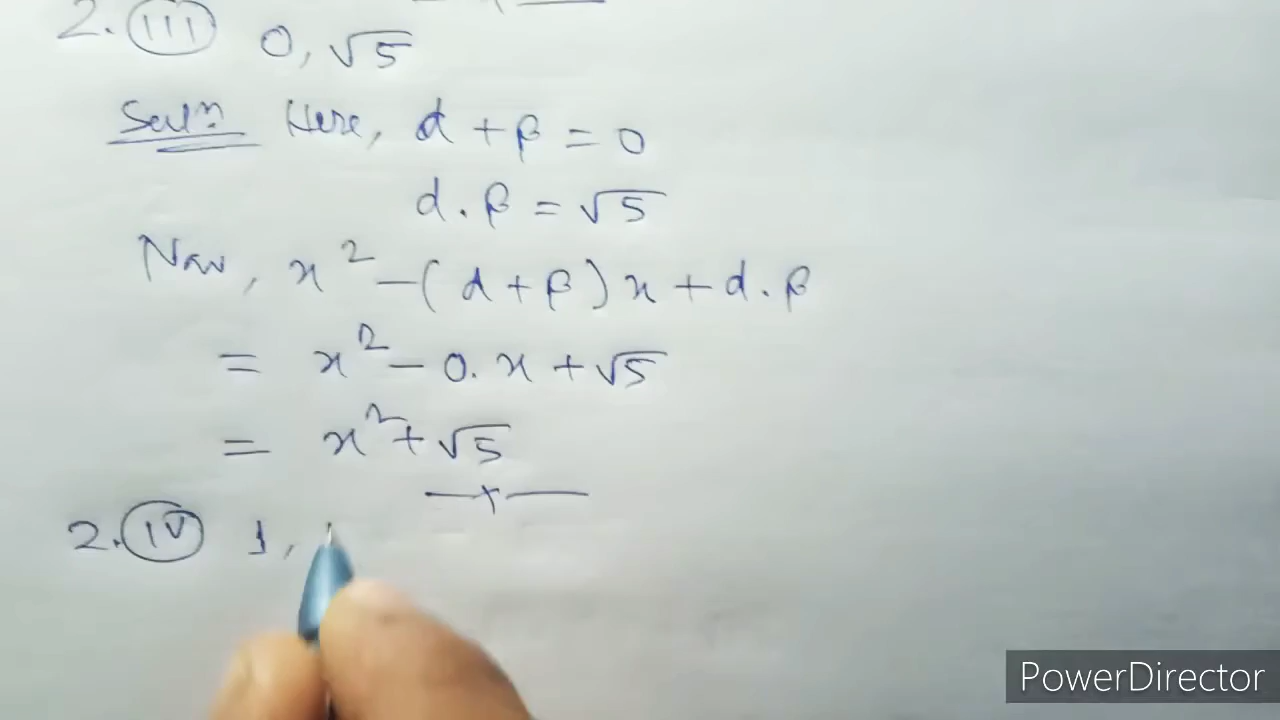 2. (III) 0, √5
Solⁿ: Here, α + β = 0
α . β = √5
Now, x² - (α + β) x + α . β
= x² - 0. x + √5
= x² + √5
2. (IV) 1,
PowerDirector